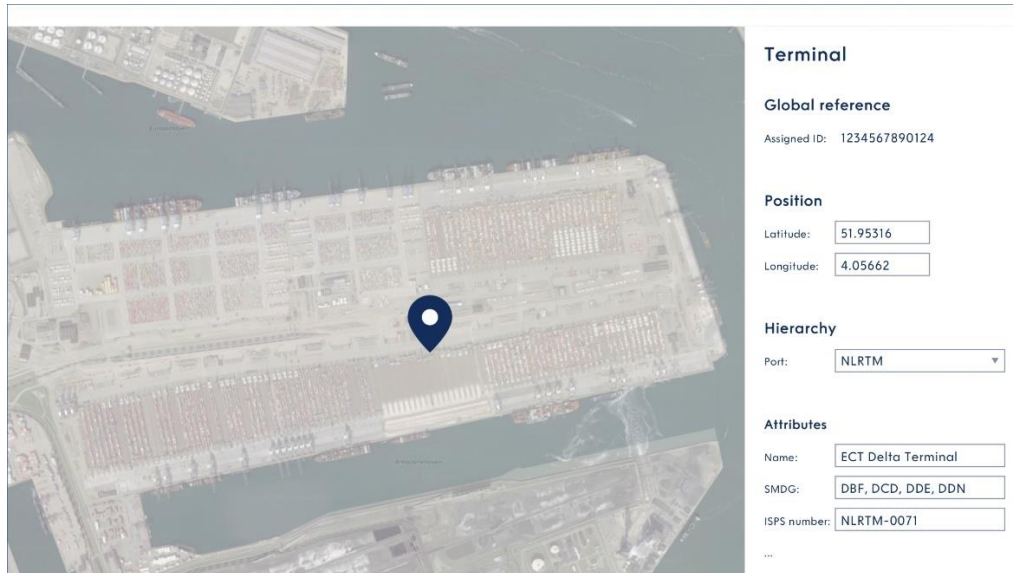 Terminal
Global reference
Assigned ID: 1234567890124
Position
Latitude: 51.95316
Longitude: 4.05662
Hierarchy
Port: NLRTM
Attributes
Name: ECT Delta Terminal
SMDG: DBF, DCD, DDE, DDN
ISPS number: NLRTM-0071
...